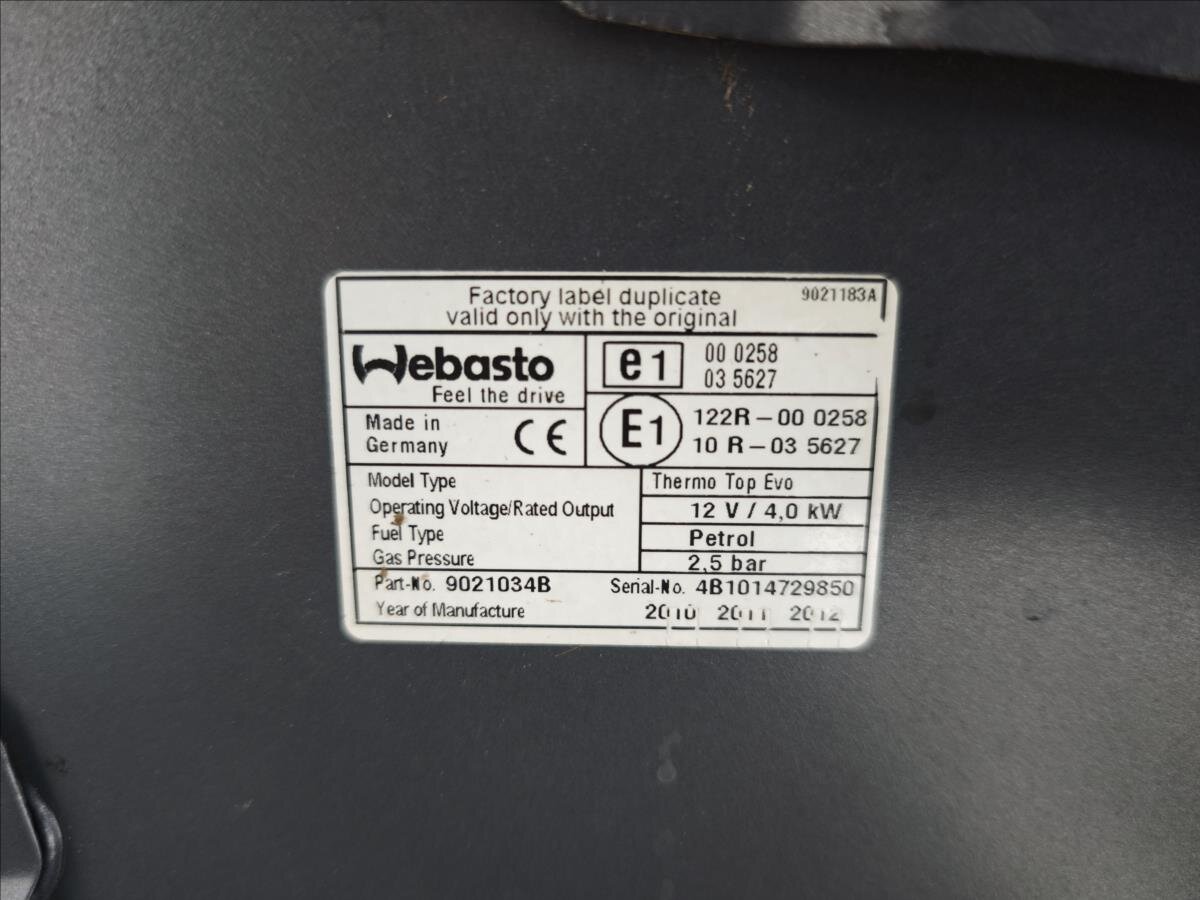 Factory label duplicate
valid only with the original
9021183A
Webasto
Feel the drive
e1
00 0258
03 5627
Made in
Germany
CE
E1
122R - 00 0258
10 R - 03 5627
Model Type
Thermo Top Evo
Operating Voltage/Rated Output
12 V / 4,0 kW
Fuel Type
Petrol
Gas Pressure
2,5 bar
Part-No. 9021034B
Serial-No. 4B1014729850
Year of Manufacture
2010 2011 2012